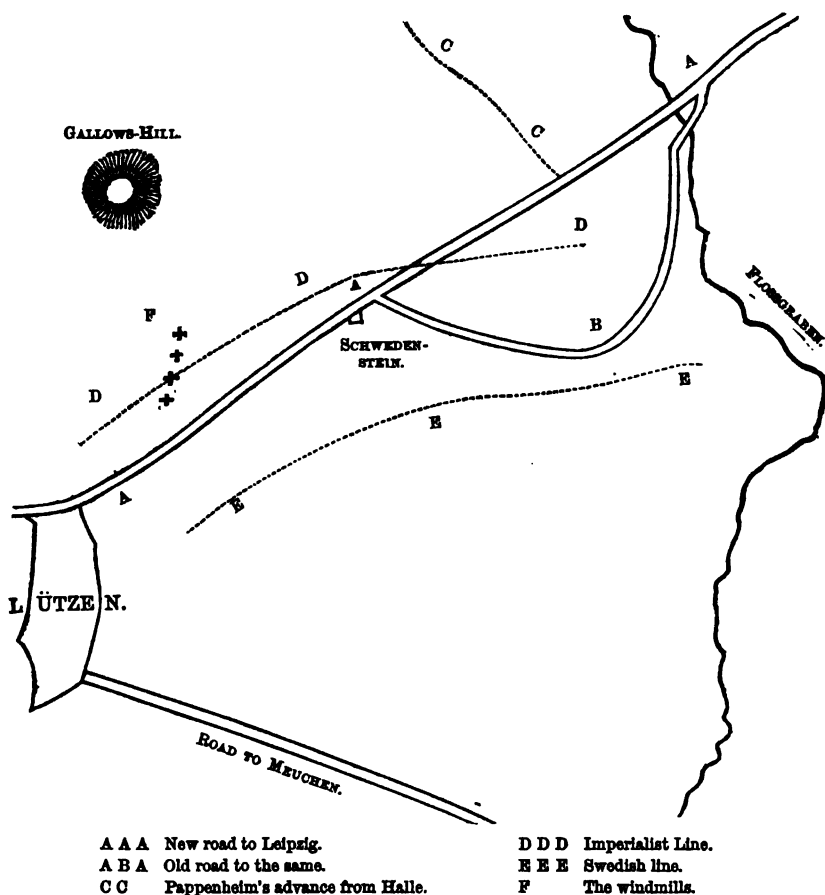 C
A
C
GALLOWS-HILL.
D
D
A
FLOSSGRABEN.
F
B
SCHWEDEN-
STEIN.
D
E
E
A
E
LÜTZEN.
ROAD TO MEUCHEN.
A A A New road to Leipzig.
A B A Old road to the same.
C C Pappenheim's advance from Halle.
D D D Imperialist Line.
E E E Swedish line.
F The windmills.